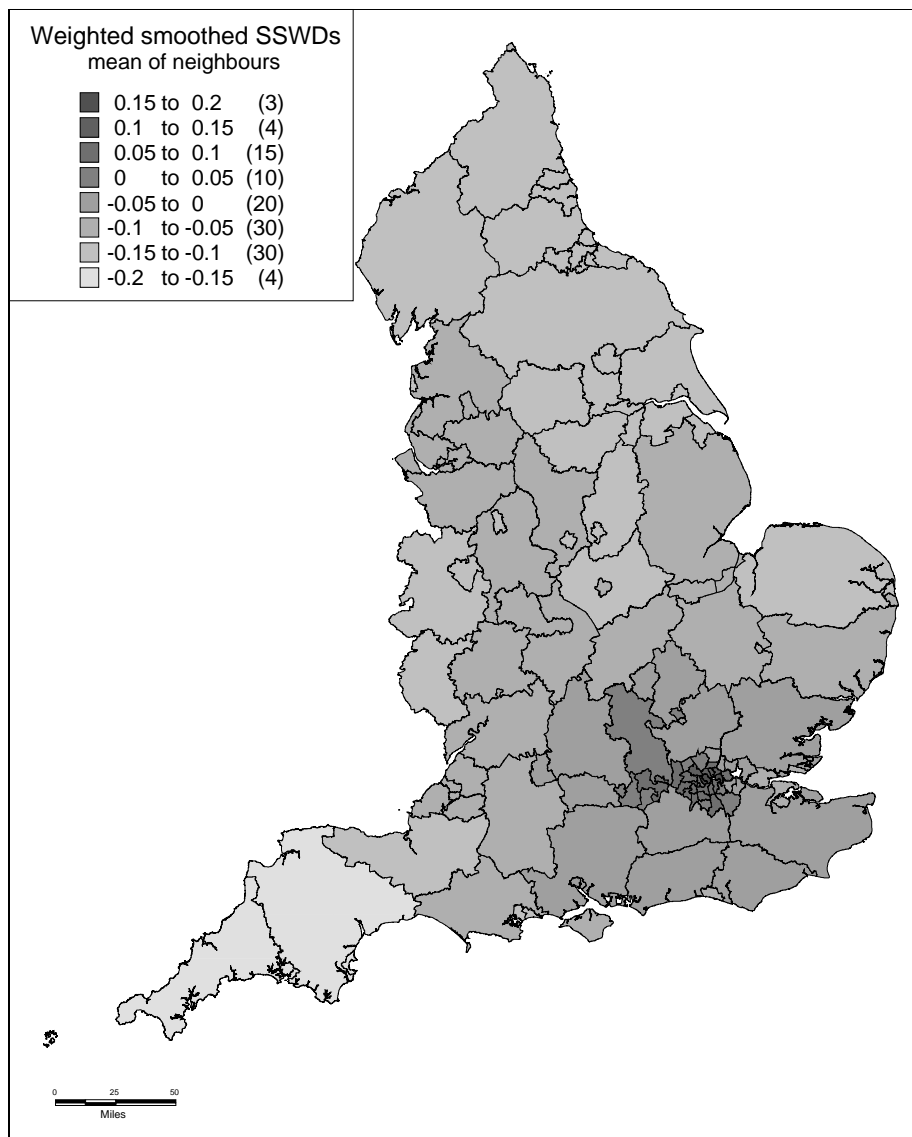 Weighted smoothed SSWDs
mean of neighbours
0.15 to 0.2 (3)
0.1 to 0.15 (4)
0.05 to 0.1 (15)
0 to 0.05 (10)
-0.05 to 0 (20)
-0.1 to -0.05 (30)
-0.15 to -0.1 (30)
-0.2 to -0.15 (4)
0 25 50
Miles